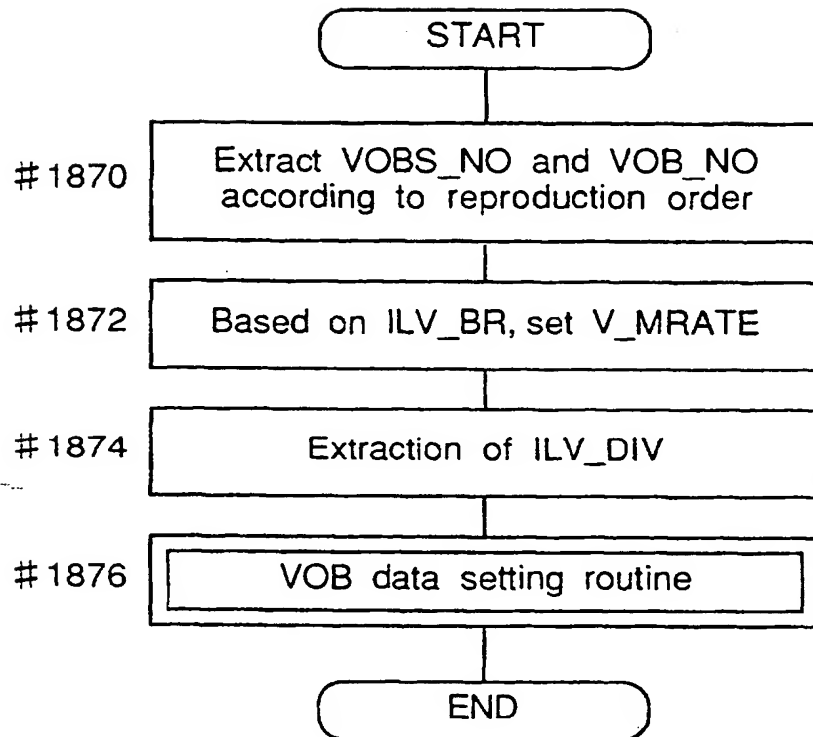 START
#1870
Extract VOBS_NO and VOB_NO
according to reproduction order
#1872
Based on ILV_BR, set V_MRATE
#1874
Extraction of ILV_DIV
#1876
VOB data setting routine
END